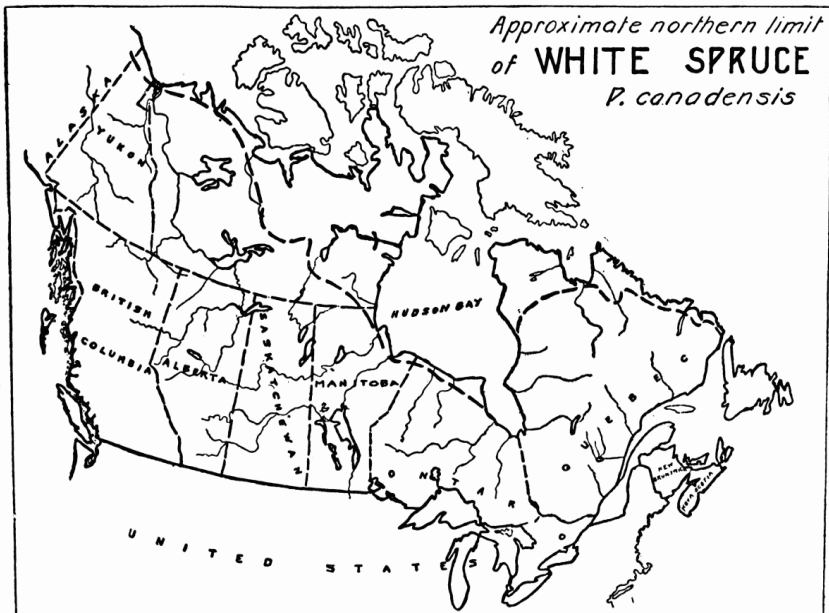 Approximate northern limit
of WHITE SPRUCE
P. canadensis
ALASKA
YUKON
BRITISH
COLUMBIA
ALBERTA
SASKATCHEWAN
MANITOBA
HUDSON BAY
ONTARIO
QUEBEC
NEW
BRUNSWICK
NOVA SCOTIA
UNITED STATES